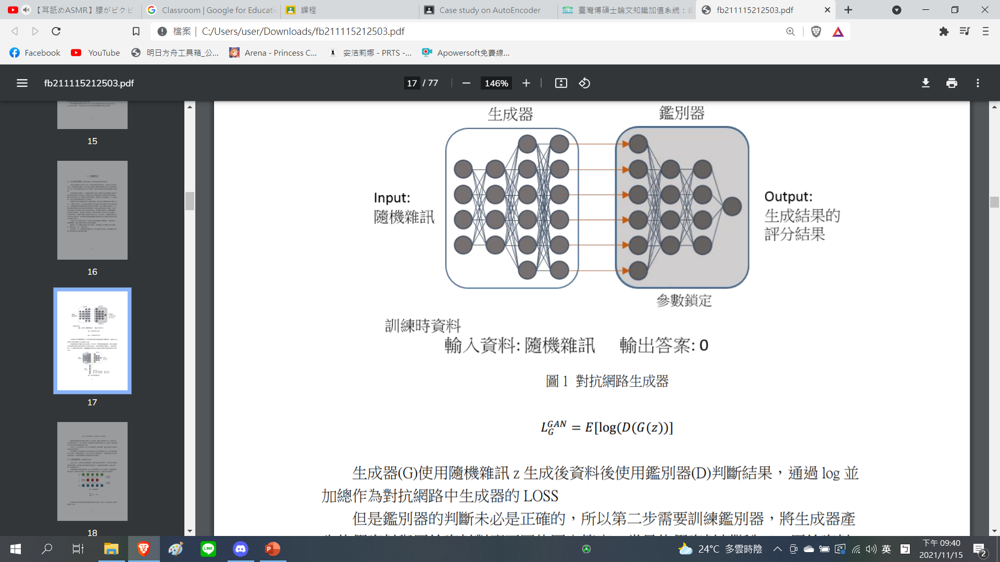 【耳舐めASMR】腰がビクビ
Classroom | Google for Educatio
課程
Case study on AutoEncoder
臺灣博碩士論文知識加值系統：自
fb211115212503.pdf
檔案 | C:/Users/user/Downloads/fb211115212503.pdf
Facebook
YouTube
明日方舟工具箱_公...
Arena - Princess C...
安洁莉娜 - PRTS -...
Apowersoft免費線...
fb211115212503.pdf
17 / 77
146%
15
16
17
18
生成器
鑑別器
Input:
隨機雜訊
Output:
生成結果的
評分結果
參數鎖定
訓練時資料
輸入資料: 隨機雜訊 輸出答案: 0
圖 1 對抗網路生成器
L_G^GAN = E[log(D(G(z))]
生成器(G)使用隨機雜訊 z 生成後資料後使用鑑別器(D)判斷結果，通過 log 並
加總作為對抗網路中生成器的 LOSS
但是鑑別器的判斷未必是正確的，所以第二步需要訓練鑑別器，將生成器產
24°C 多雲時陰
英
下午 09:40
2021/11/15
2